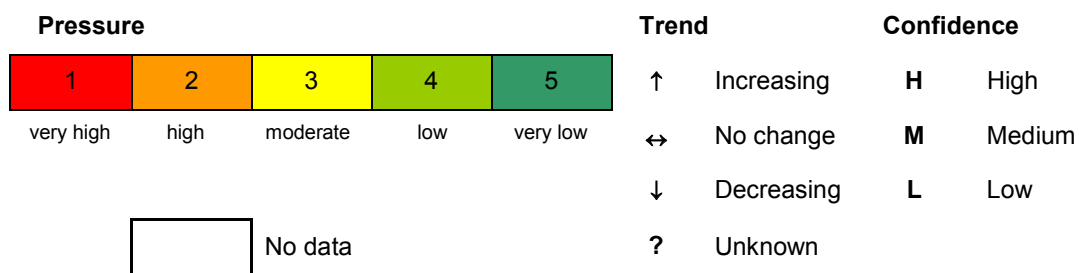 Pressure
1 2 3 4 5
very high high moderate low very low
No data
Trend
↑ Increasing
↔ No change
↓ Decreasing
? Unknown
Confidence
H High
M Medium
L Low